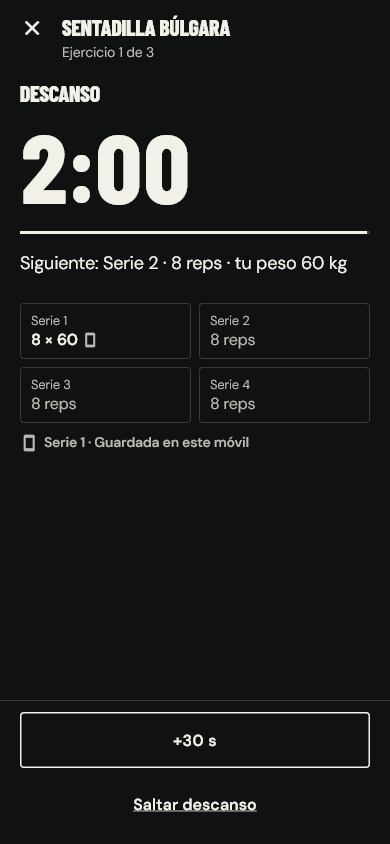 SENTADILLA BÚLGARA
Ejercicio 1 de 3
DESCANSO
2:00
Siguiente: Serie 2 · 8 reps · tu peso 60 kg
Serie 1
8 × 60
Serie 2
8 reps
Serie 3
8 reps
Serie 4
8 reps
Serie 1 · Guardada en este móvil
+30 s
Saltar descanso